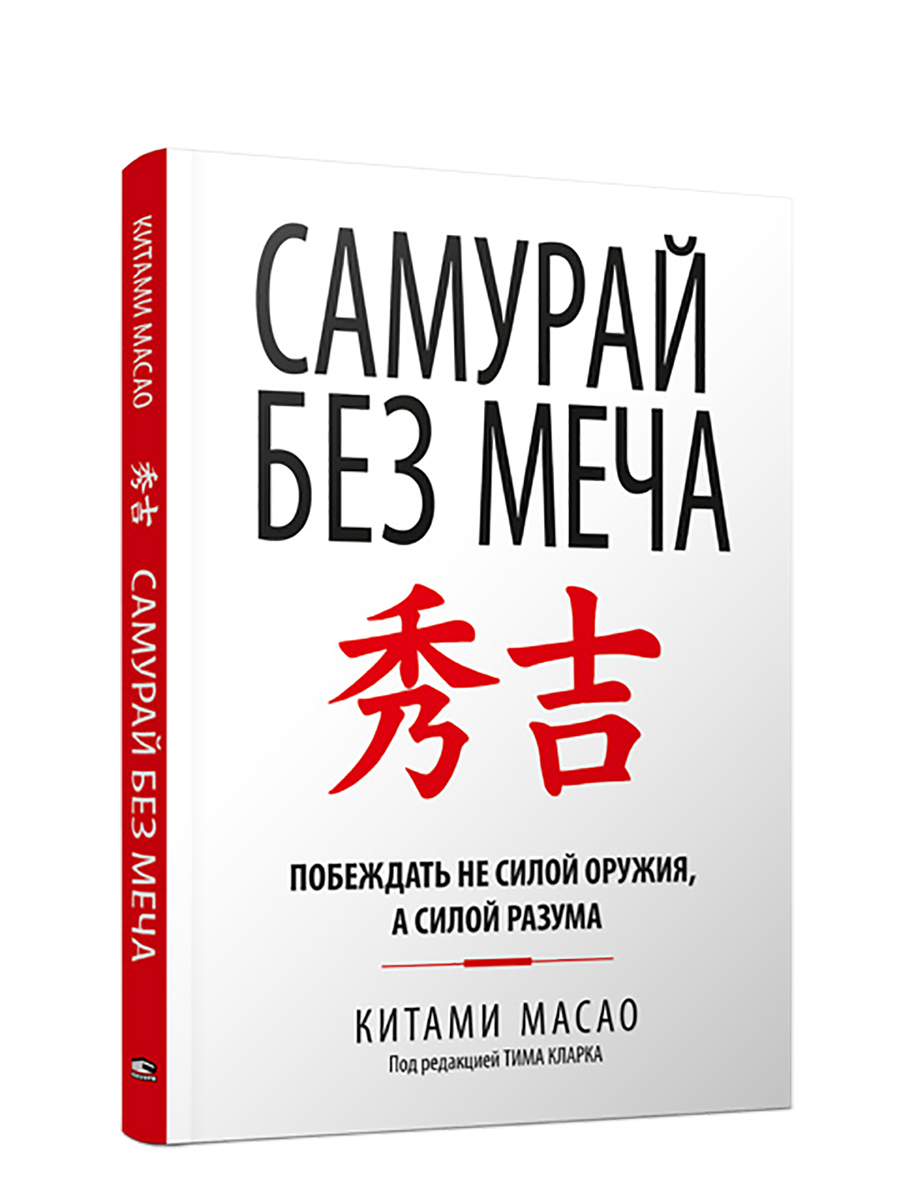 САМУРАЙ
БЕЗ МЕЧА
秀吉
ПОБЕЖДАТЬ НЕ СИЛОЙ ОРУЖИЯ,
А СИЛОЙ РАЗУМА
КИТАМИ МАСАО
Под редакцией ТИМА КЛАРКА
КИТАМИ МАСАО 秀吉 САМУРАЙ БЕЗ МЕЧА